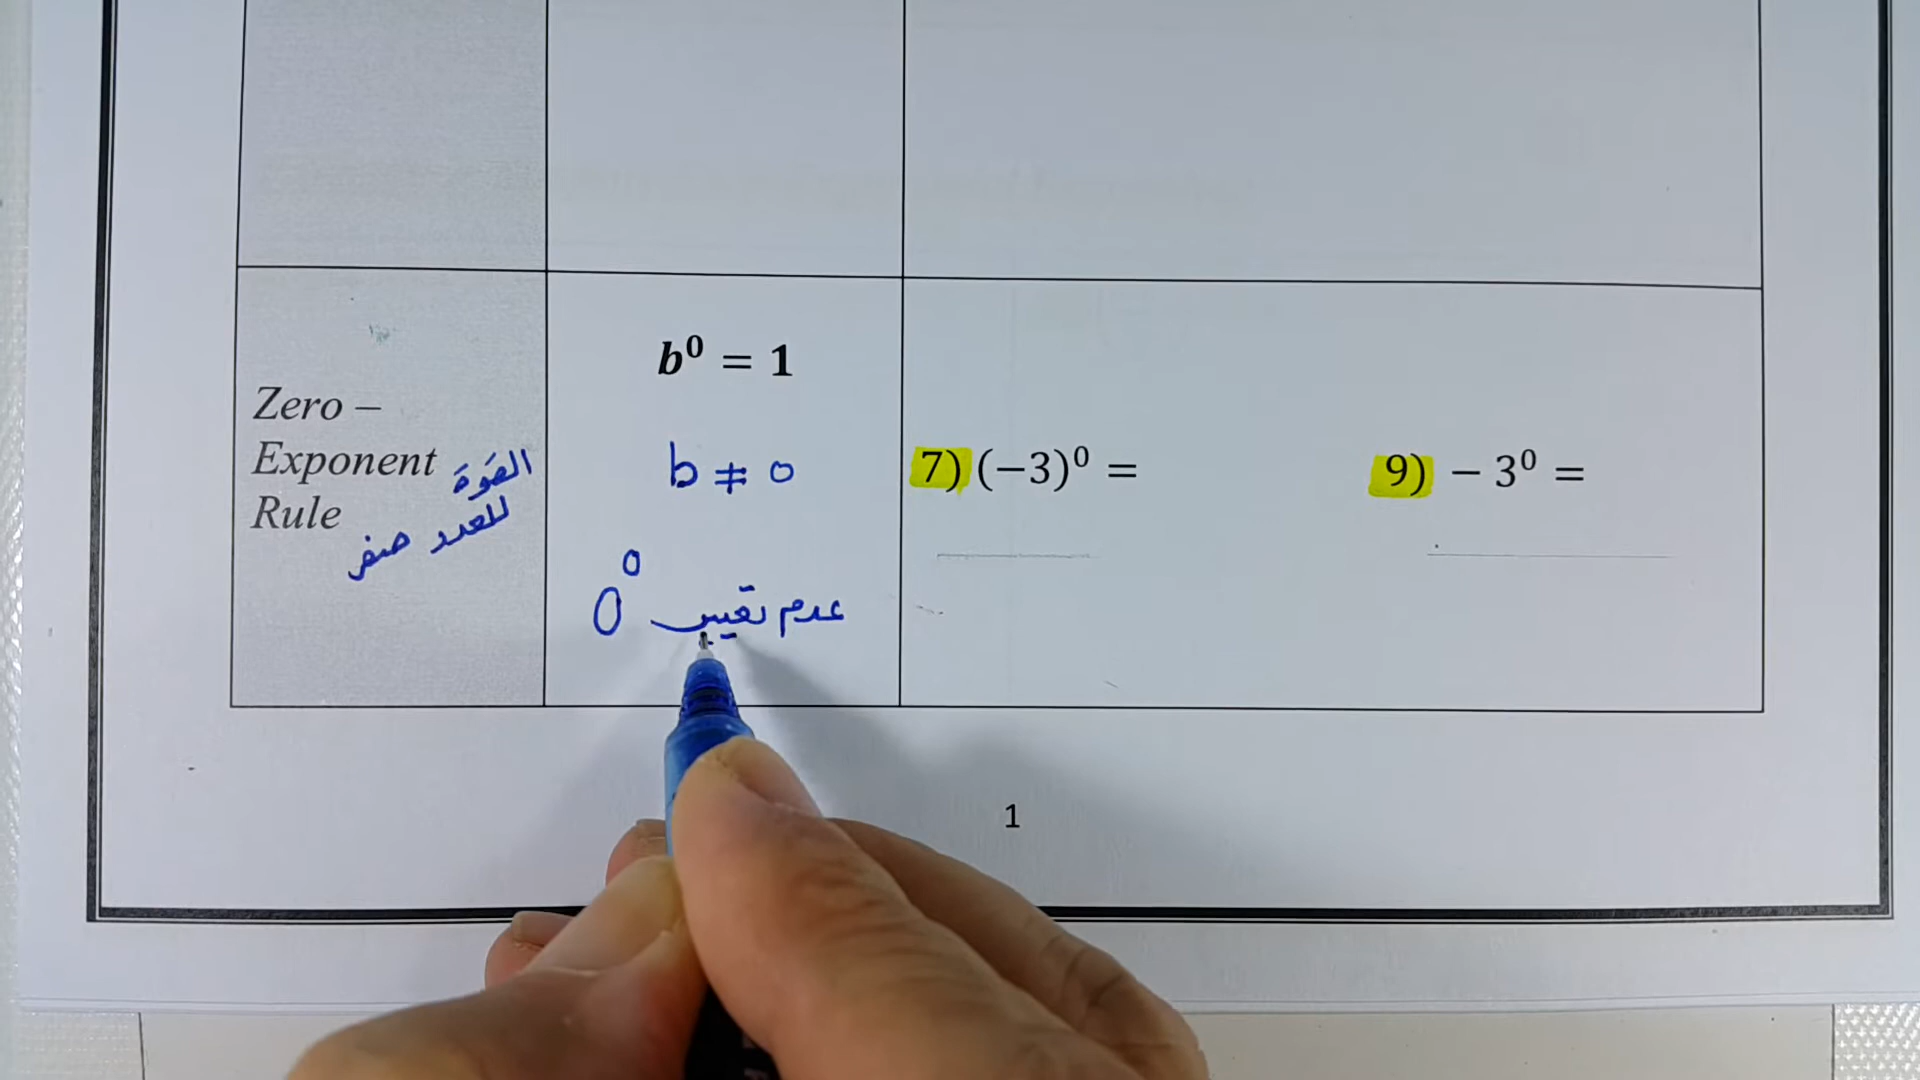 Zero –
Exponent
Rule
القوة
للعدد صفر
b⁰ = 1
b ≠ 0
0⁰ عدم تعيين
7) (−3)⁰ =
9) − 3⁰ =
1